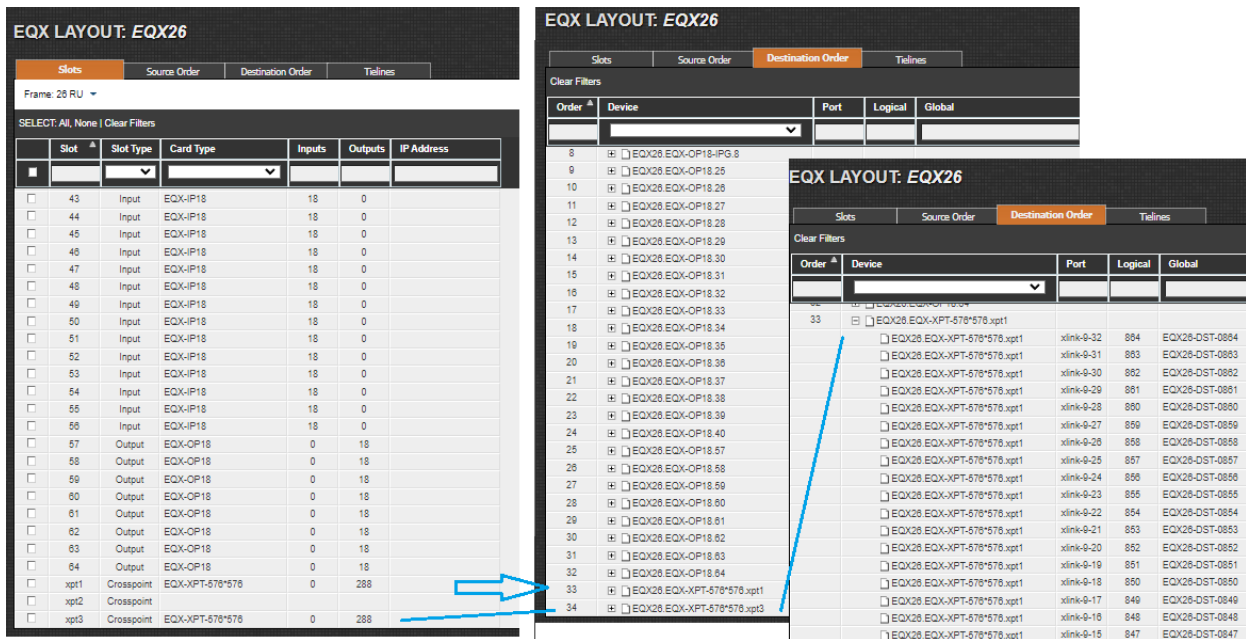 EQX LAYOUT: EQX26
Slots Source Order Destination Order Tielines
Frame: 26 RU
SELECT: All, None | Clear Filters
Slot Slot Type Card Type Inputs Outputs IP Address
43 Input EQX-IP18 18 0
44 Input EQX-IP18 18 0
45 Input EQX-IP18 18 0
46 Input EQX-IP18 18 0
47 Input EQX-IP18 18 0
48 Input EQX-IP18 18 0
49 Input EQX-IP18 18 0
50 Input EQX-IP18 18 0
51 Input EQX-IP18 18 0
52 Input EQX-IP18 18 0
53 Input EQX-IP18 18 0
54 Input EQX-IP18 18 0
55 Input EQX-IP18 18 0
56 Input EQX-IP18 18 0
57 Output EQX-OP18 0 18
58 Output EQX-OP18 0 18
59 Output EQX-OP18 0 18
60 Output EQX-OP18 0 18
61 Output EQX-OP18 0 18
62 Output EQX-OP18 0 18
63 Output EQX-OP18 0 18
64 Output EQX-OP18 0 18
xpt1 Crosspoint EQX-XPT-576*576 0 288
xpt2 Crosspoint
xpt3 Crosspoint EQX-XPT-576*576 0 288
EQX LAYOUT: EQX26
Slots Source Order Destination Order Tielines
Clear Filters
Order Device Port Logical Global
8 EQX26.EQX-OP18-IPG.8
9 EQX26.EQX-OP18.25
10 EQX26.EQX-OP18.26
11 EQX26.EQX-OP18.27
12 EQX26.EQX-OP18.28
13 EQX26.EQX-OP18.29
14 EQX26.EQX-OP18.30
15 EQX26.EQX-OP18.31
16 EQX26.EQX-OP18.32
17 EQX26.EQX-OP18.33
18 EQX26.EQX-OP18.34
19 EQX26.EQX-OP18.35
20 EQX26.EQX-OP18.36
21 EQX26.EQX-OP18.37
22 EQX26.EQX-OP18.38
23 EQX26.EQX-OP18.39
24 EQX26.EQX-OP18.40
25 EQX26.EQX-OP18.57
26 EQX26.EQX-OP18.58
27 EQX26.EQX-OP18.59
28 EQX26.EQX-OP18.60
29 EQX26.EQX-OP18.61
30 EQX26.EQX-OP18.62
31 EQX26.EQX-OP18.63
32 EQX26.EQX-OP18.64
33 EQX26.EQX-XPT-576*576.xpt1
34 EQX26.EQX-XPT-576*576.xpt3
EQX LAYOUT: EQX26
Slots Source Order Destination Order Tielines
Clear Filters
Order Device Port Logical Global
33 EQX26.EQX-XPT-576*576.xpt1
EQX26.EQX-XPT-576*576.xpt1 xlink-9-32 864 EQX26-DST-0864
EQX26.EQX-XPT-576*576.xpt1 xlink-9-31 863 EQX26-DST-0863
EQX26.EQX-XPT-576*576.xpt1 xlink-9-30 862 EQX26-DST-0862
EQX26.EQX-XPT-576*576.xpt1 xlink-9-29 861 EQX26-DST-0861
EQX26.EQX-XPT-576*576.xpt1 xlink-9-28 860 EQX26-DST-0860
EQX26.EQX-XPT-576*576.xpt1 xlink-9-27 859 EQX26-DST-0859
EQX26.EQX-XPT-576*576.xpt1 xlink-9-26 858 EQX26-DST-0858
EQX26.EQX-XPT-576*576.xpt1 xlink-9-25 857 EQX26-DST-0857
EQX26.EQX-XPT-576*576.xpt1 xlink-9-24 856 EQX26-DST-0856
EQX26.EQX-XPT-576*576.xpt1 xlink-9-23 855 EQX26-DST-0855
EQX26.EQX-XPT-576*576.xpt1 xlink-9-22 854 EQX26-DST-0854
EQX26.EQX-XPT-576*576.xpt1 xlink-9-21 853 EQX26-DST-0853
EQX26.EQX-XPT-576*576.xpt1 xlink-9-20 852 EQX26-DST-0852
EQX26.EQX-XPT-576*576.xpt1 xlink-9-19 851 EQX26-DST-0851
EQX26.EQX-XPT-576*576.xpt1 xlink-9-18 850 EQX26-DST-0850
EQX26.EQX-XPT-576*576.xpt1 xlink-9-17 849 EQX26-DST-0849
EQX26.EQX-XPT-576*576.xpt1 xlink-9-16 848 EQX26-DST-0848
EQX26.EQX-XPT-576*576.xpt1 xlink-9-15 847 EQX26-DST-0847